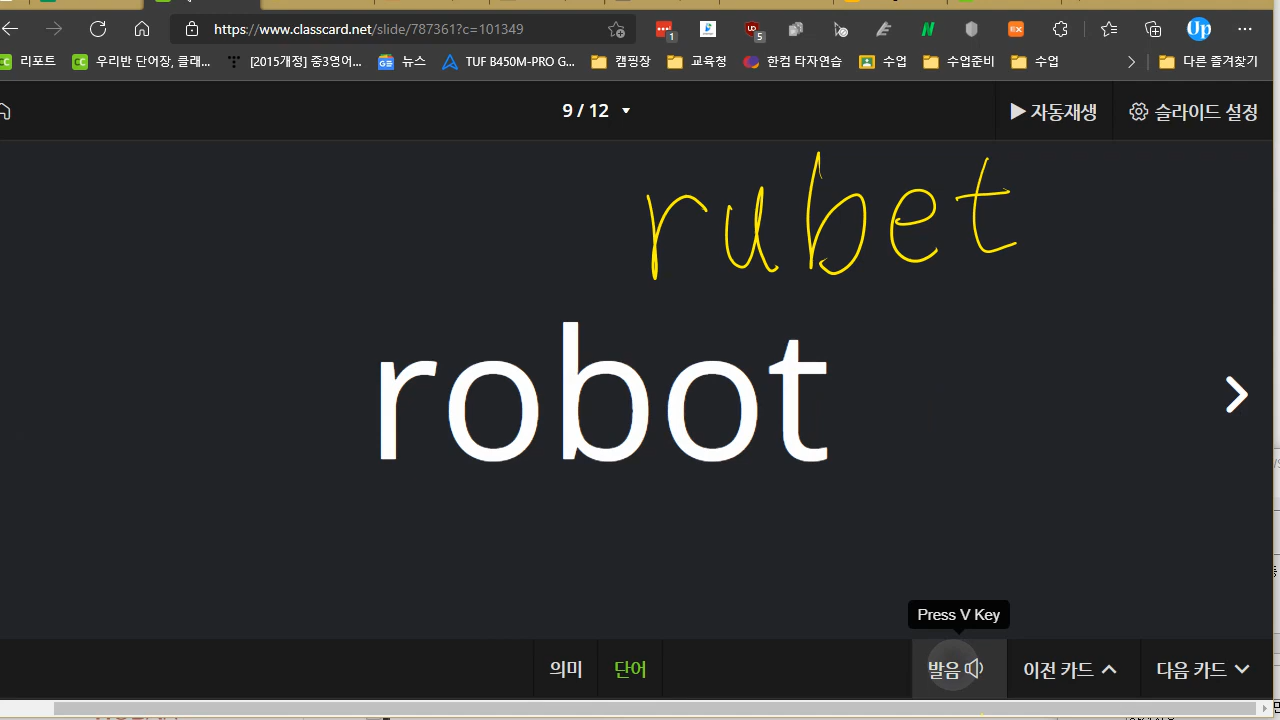 https://www.classcard.net/slide/787361?c=101349
1
5
EX
Up
리포트
우리반 단어장, 클래...
[2015개정] 중3영어...
뉴스
TUF B450M-PRO G...
캠핑장
교육청
한컴 타자연습
수업
수업준비
수업
다른 즐겨찾기
9 / 12
자동재생
슬라이드 설정
rubet
robot
Press V Key
의미
단어
발음
이전 카드
다음 카드